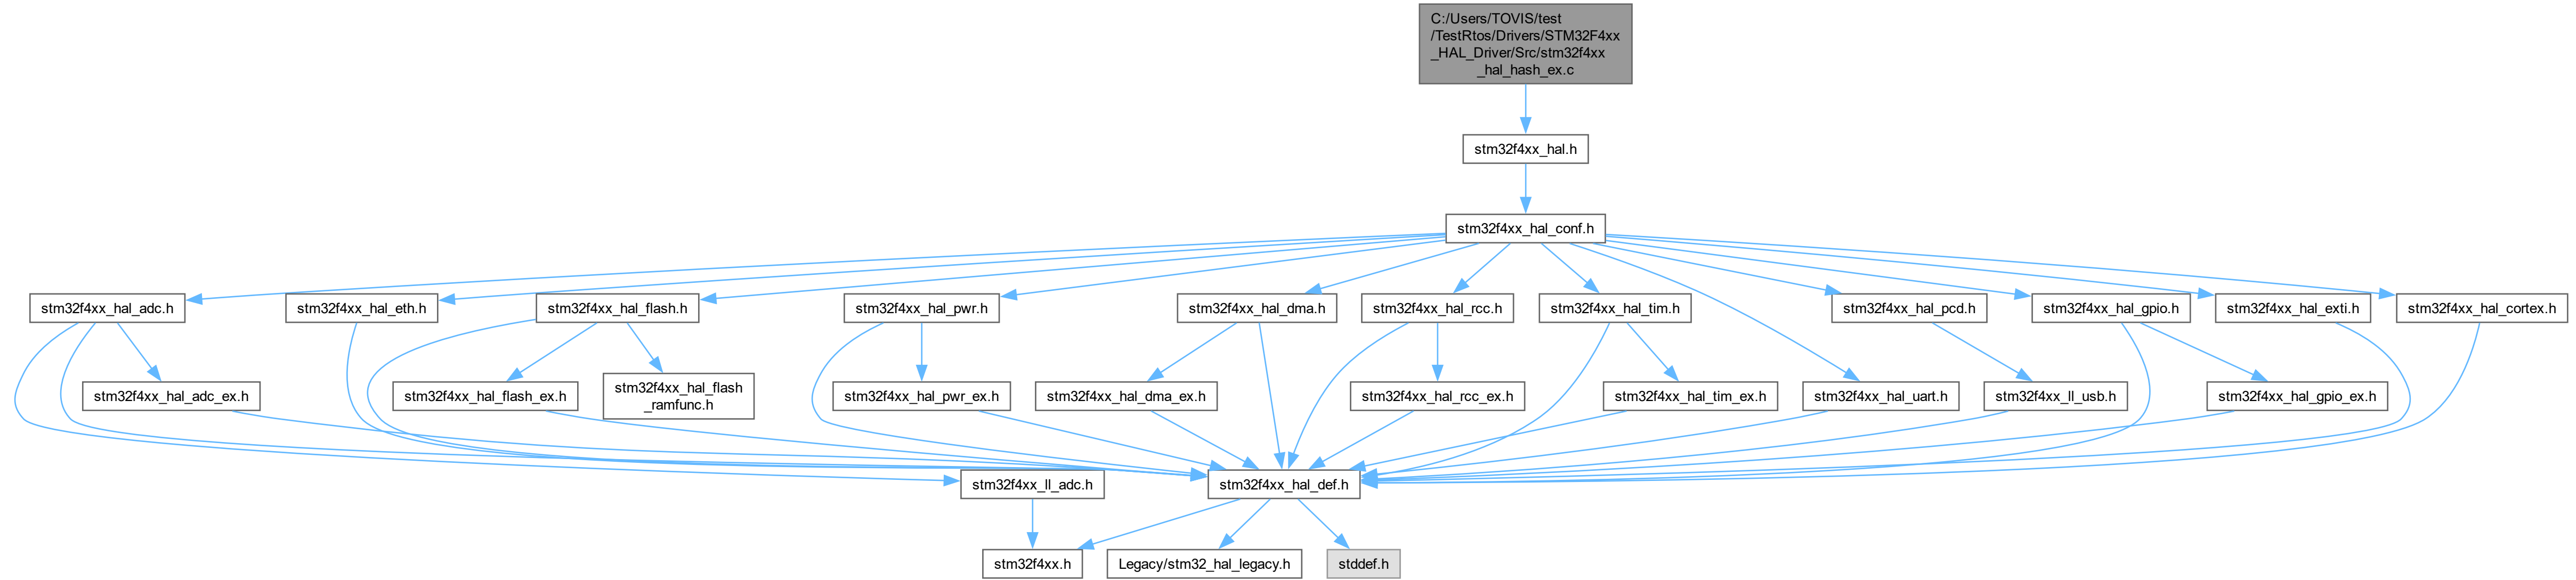 C:/Users/TOVIS/test
/TestRtos/Drivers/STM32F4xx
_HAL_Driver/Src/stm32f4xx
_hal_hash_ex.c
stm32f4xx_hal.h
stm32f4xx_hal_conf.h
stm32f4xx_hal_adc.h
stm32f4xx_hal_eth.h
stm32f4xx_hal_flash.h
stm32f4xx_hal_pwr.h
stm32f4xx_hal_dma.h
stm32f4xx_hal_rcc.h
stm32f4xx_hal_tim.h
stm32f4xx_hal_pcd.h
stm32f4xx_hal_gpio.h
stm32f4xx_hal_exti.h
stm32f4xx_hal_cortex.h
stm32f4xx_hal_adc_ex.h
stm32f4xx_hal_flash_ex.h
stm32f4xx_hal_flash
_ramfunc.h
stm32f4xx_hal_pwr_ex.h
stm32f4xx_hal_dma_ex.h
stm32f4xx_hal_rcc_ex.h
stm32f4xx_hal_tim_ex.h
stm32f4xx_hal_uart.h
stm32f4xx_ll_usb.h
stm32f4xx_hal_gpio_ex.h
stm32f4xx_ll_adc.h
stm32f4xx_hal_def.h
stm32f4xx.h
Legacy/stm32_hal_legacy.h
stddef.h